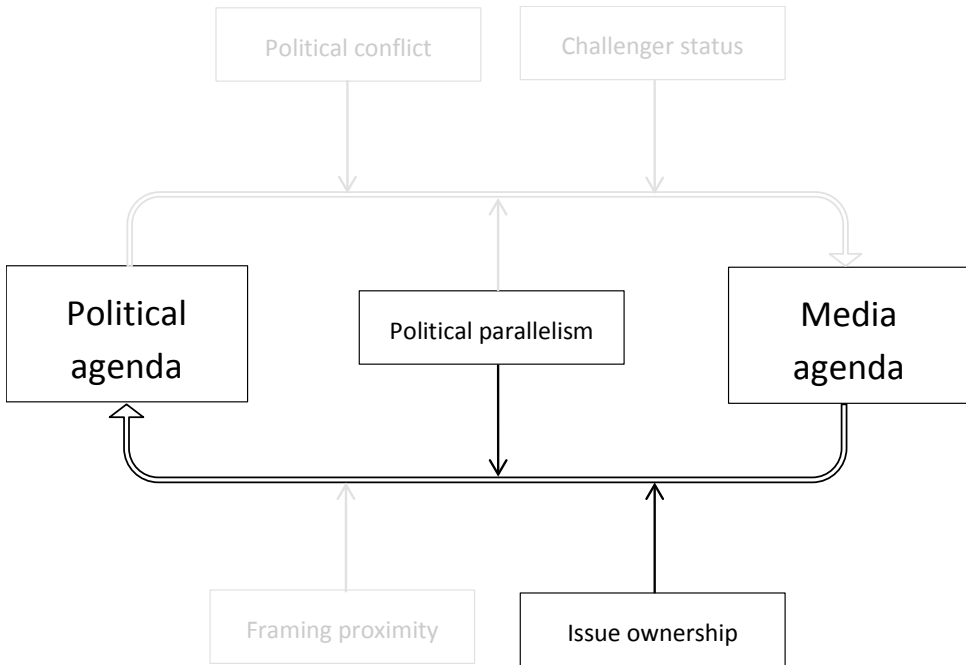 Political conflict
Challenger status
Political
agenda
Political parallelism
Media
agenda
Framing proximity
Issue ownership